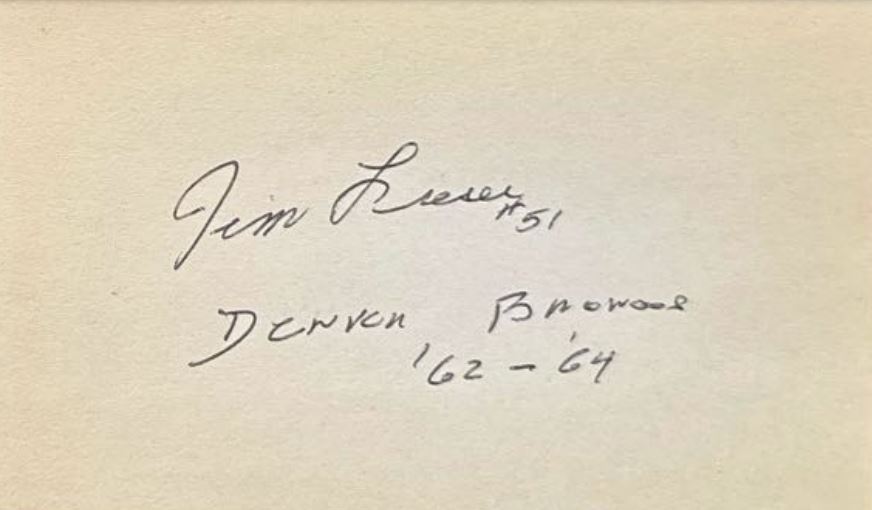 Jim Fraser #51
Denver Broncos
'62 - '64